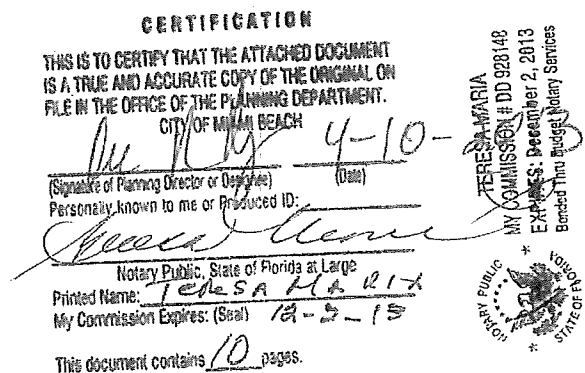 CERTIFICATION
THIS IS TO CERTIFY THAT THE ATTACHED DOCUMENT
IS A TRUE AND ACCURATE COPY OF THE ORIGINAL ON
FILE IN THE OFFICE OF THE PLANNING DEPARTMENT.
CITY OF MIAMI BEACH
4-10-
(Signature of Planning Director or Designee) (Date)
Personally known to me or Produced ID:
Notary Public, State of Florida at Large
Printed Name: TERESA MARIA
My Commission Expires: (Seal) 12-2-13
This document contains 10 pages.
TERESA MARIA
MY COMMISSION # DD 928148
EXPIRES: December 2, 2013
Bonded Thru Budget Notary Services
NOTARY PUBLIC
STATE OF FLORIDA